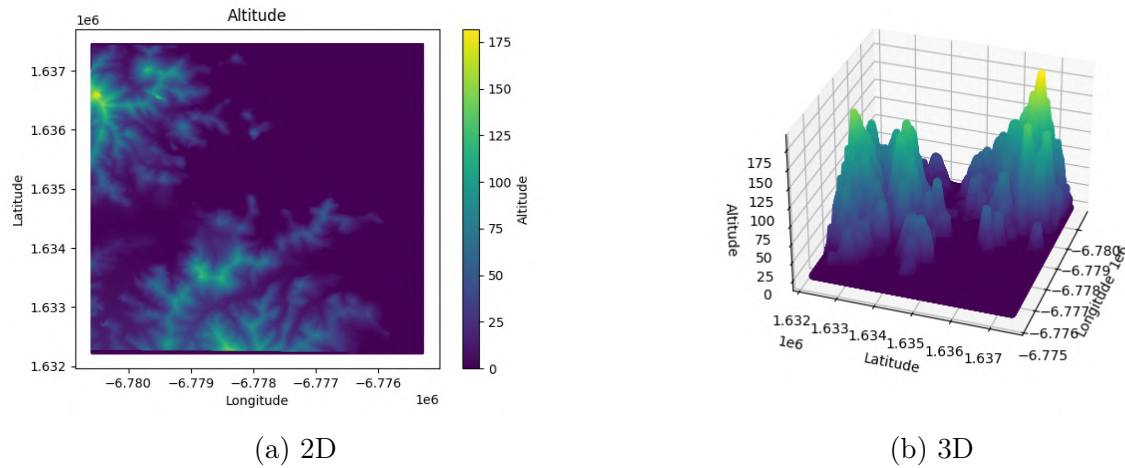 Altitude
1e6
1.637
1.636
1.635
1.634
1.633
1.632
Latitude
−6.780 −6.779 −6.778 −6.777 −6.776
Longitude
1e6
175
150
125
100
75
50
25
0
Altitude
175
150
125
100
75
50
25
0
Altitude
1.632 1.633 1.634 1.635 1.636 1.637
1e6
Latitude
−6.780
−6.779
−6.778
−6.777
−6.776
−6.775
Longitude 1e6
(a) 2D
(b) 3D